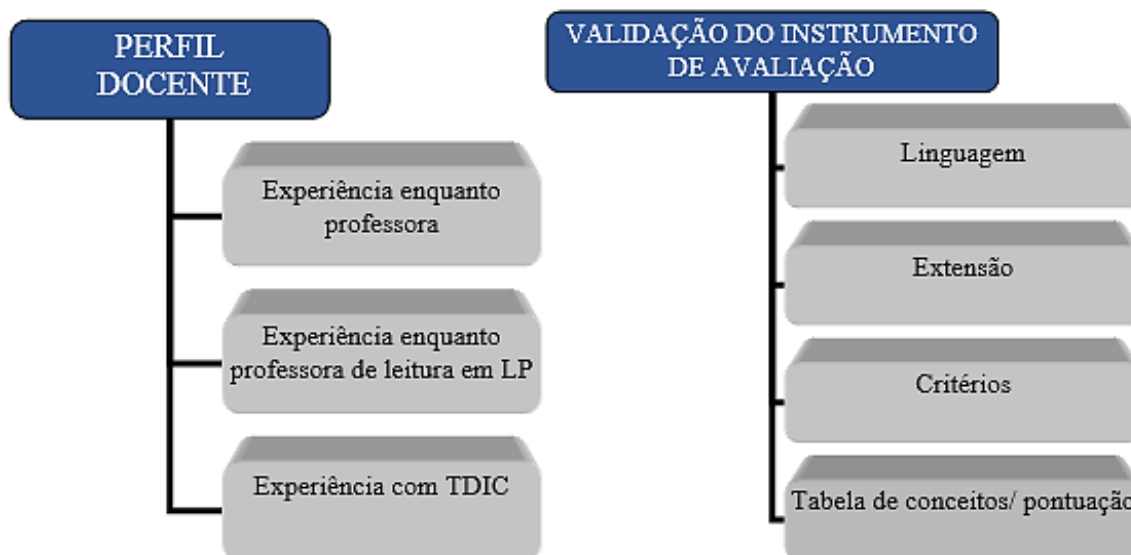 PERFIL
DOCENTE
Experiência enquanto
professora
Experiência enquanto
professora de leitura em LP
Experiência com TDIC
VALIDAÇÃO DO INSTRUMENTO
DE AVALIAÇÃO
Linguagem
Extensão
Critérios
Tabela de conceitos/ pontuação